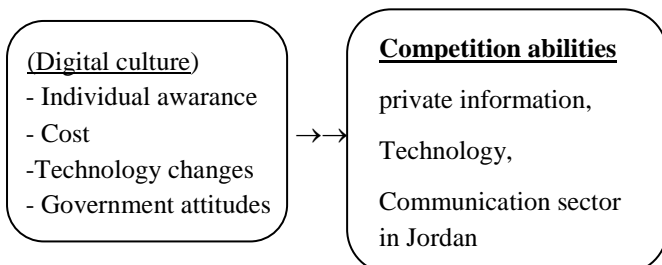 (Digital culture)
- Individual awarance
- Cost
-Technology changes
- Government attitudes
→→
Competition abilities
private information,
Technology,
Communication sector
in Jordan